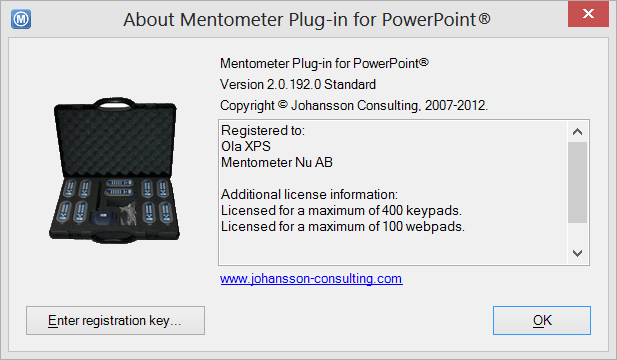 About Mentometer Plug-in for PowerPoint®
Mentometer Plug-in for PowerPoint®
Version 2.0.192.0 Standard
Copyright © Johansson Consulting, 2007-2012.
Registered to:
Ola XPS
Mentometer Nu AB
Additional license information:
Licensed for a maximum of 400 keypads.
Licensed for a maximum of 100 webpads.
www.johansson-consulting.com
Enter registration key...
OK